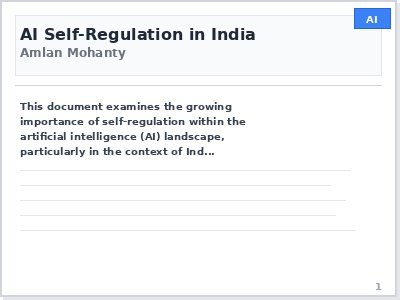 AI
AI Self-Regulation in India
Amlan Mohanty
This document examines the growing
importance of self-regulation within the
artificial intelligence (AI) landscape,
particularly in the context of Ind...
1